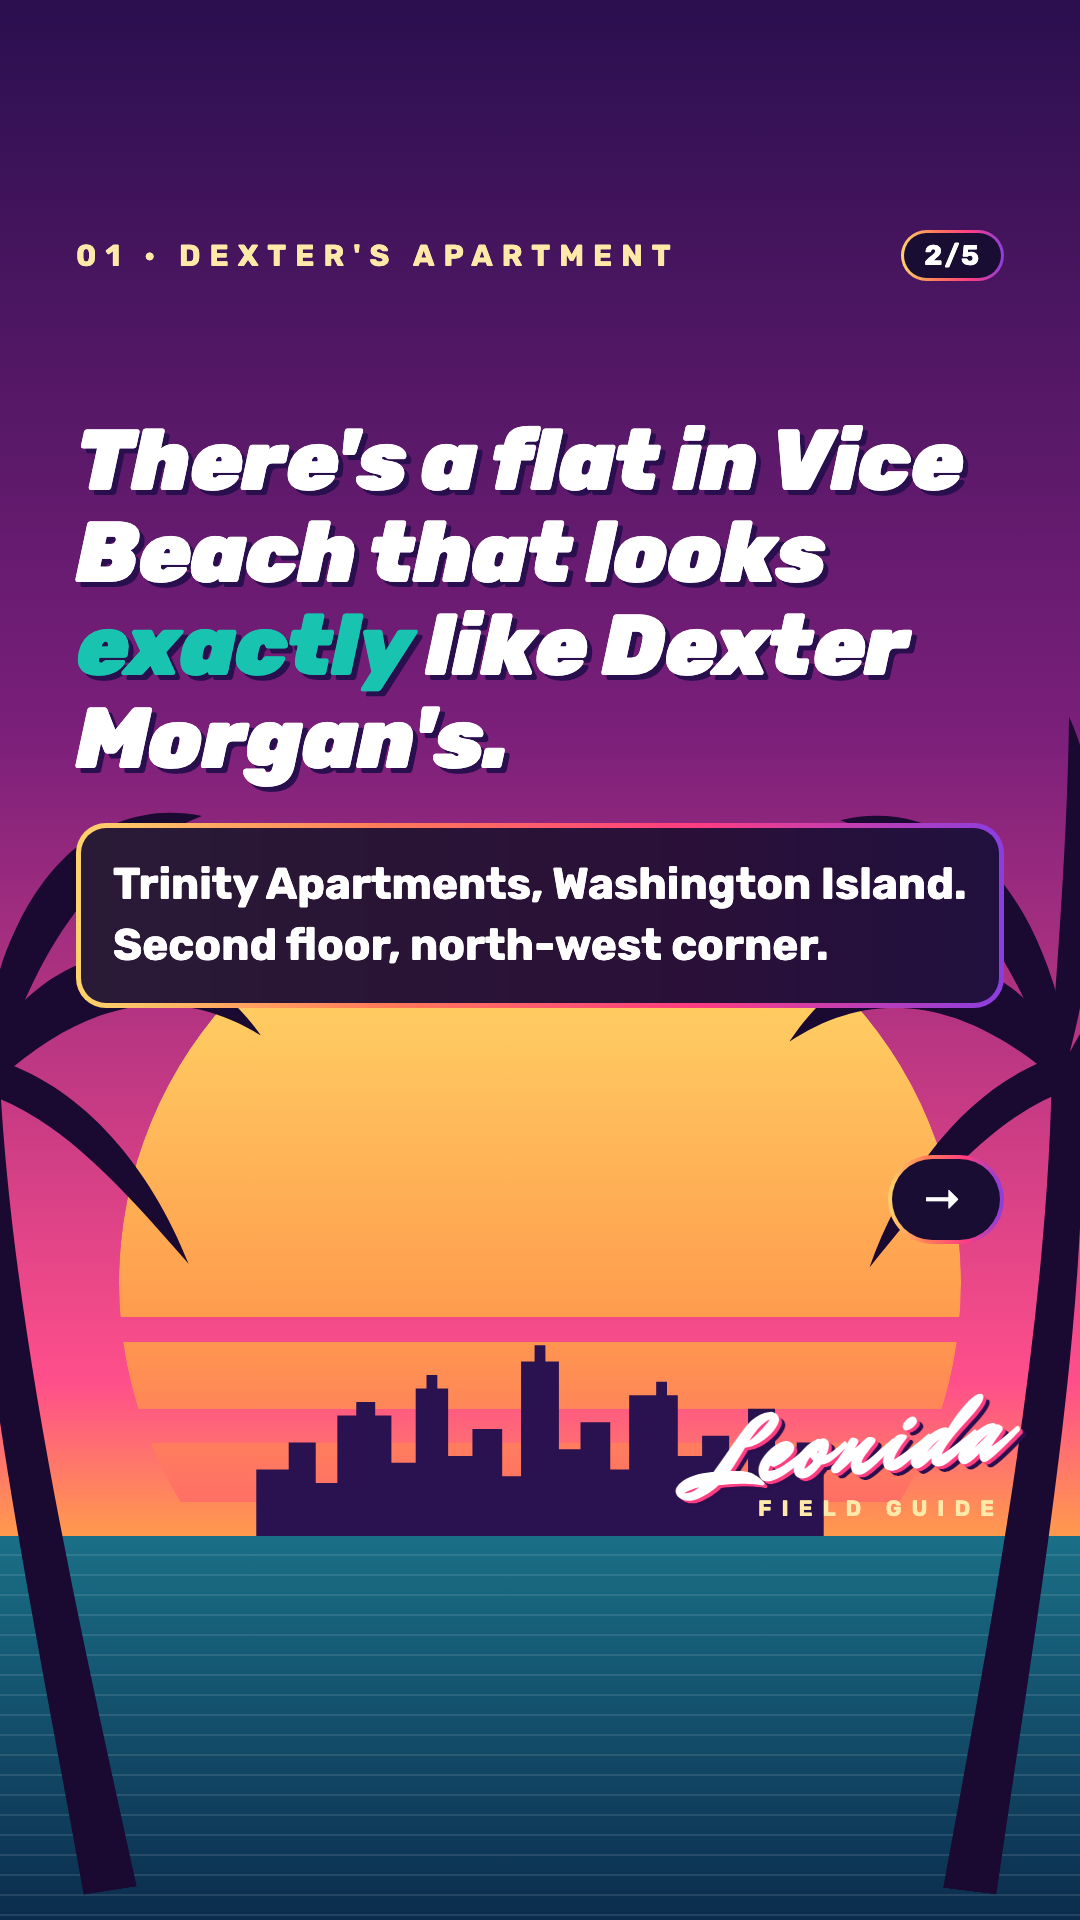 01 · DEXTER'S APARTMENT
2/5
There's a flat in Vice
Beach that looks
exactly like Dexter
Morgan's.
Trinity Apartments, Washington Island.
Second floor, north-west corner.
→
Leonida
FIELD GUIDE